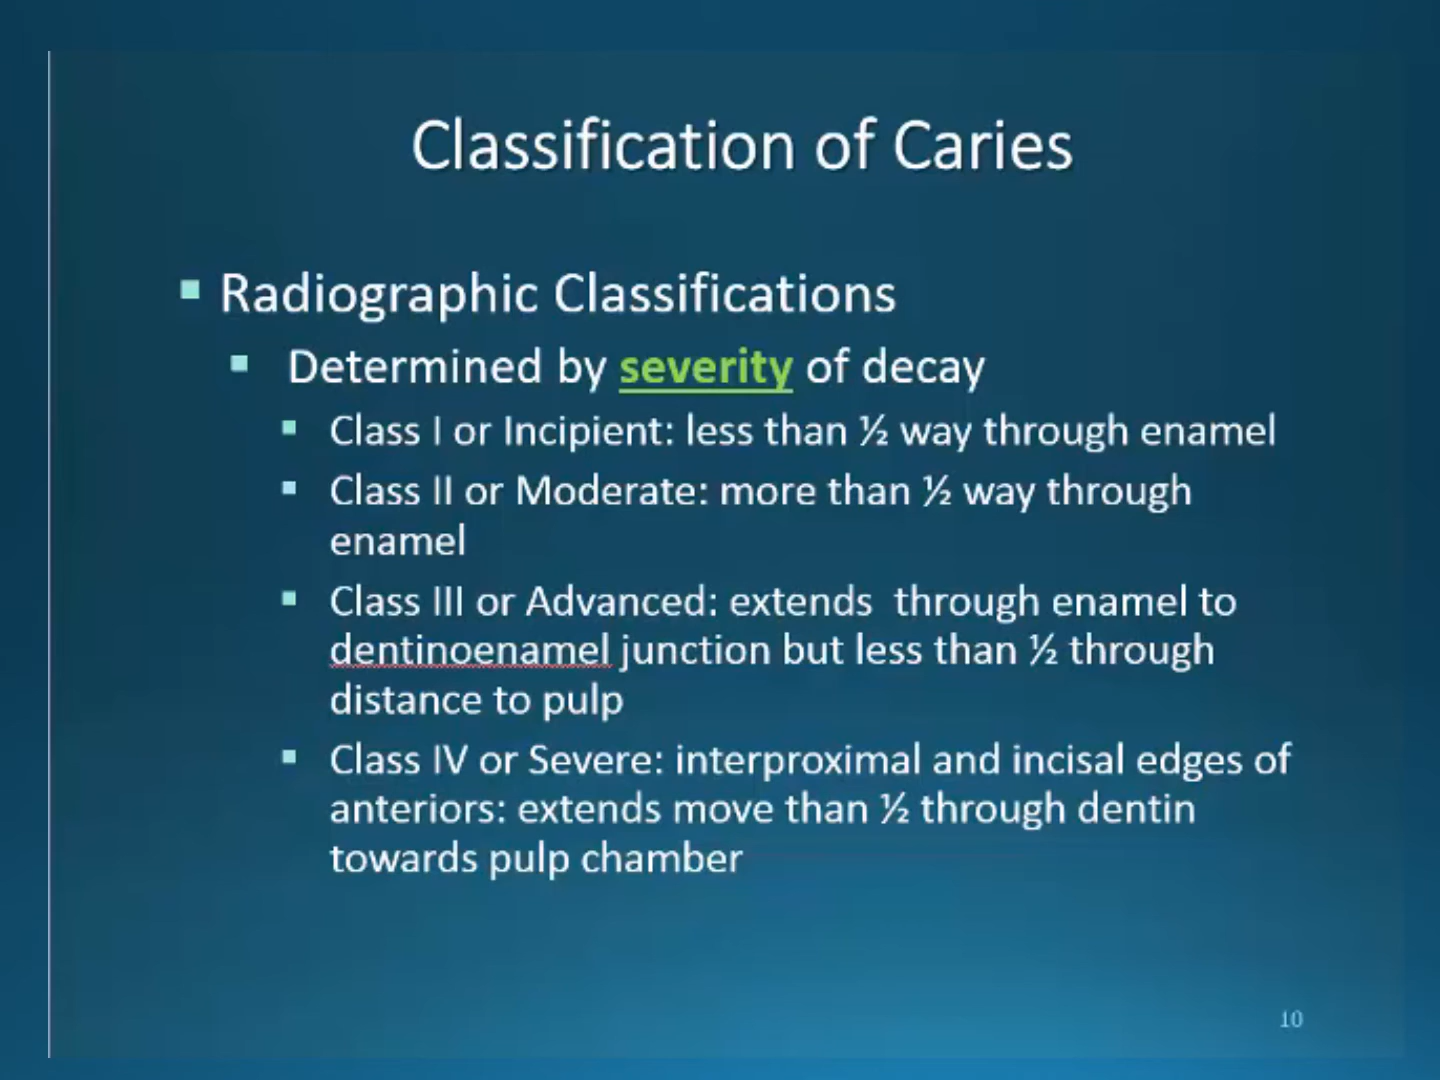 Classification of Caries
Radiographic Classifications
Determined by severity of decay
Class I or Incipient: less than ½ way through enamel
Class II or Moderate: more than ½ way through
enamel
Class III or Advanced: extends  through enamel to
dentinoenamel junction but less than ½ through
distance to pulp
Class IV or Severe: interproximal and incisal edges of
anteriors: extends move than ½ through dentin
towards pulp chamber
10